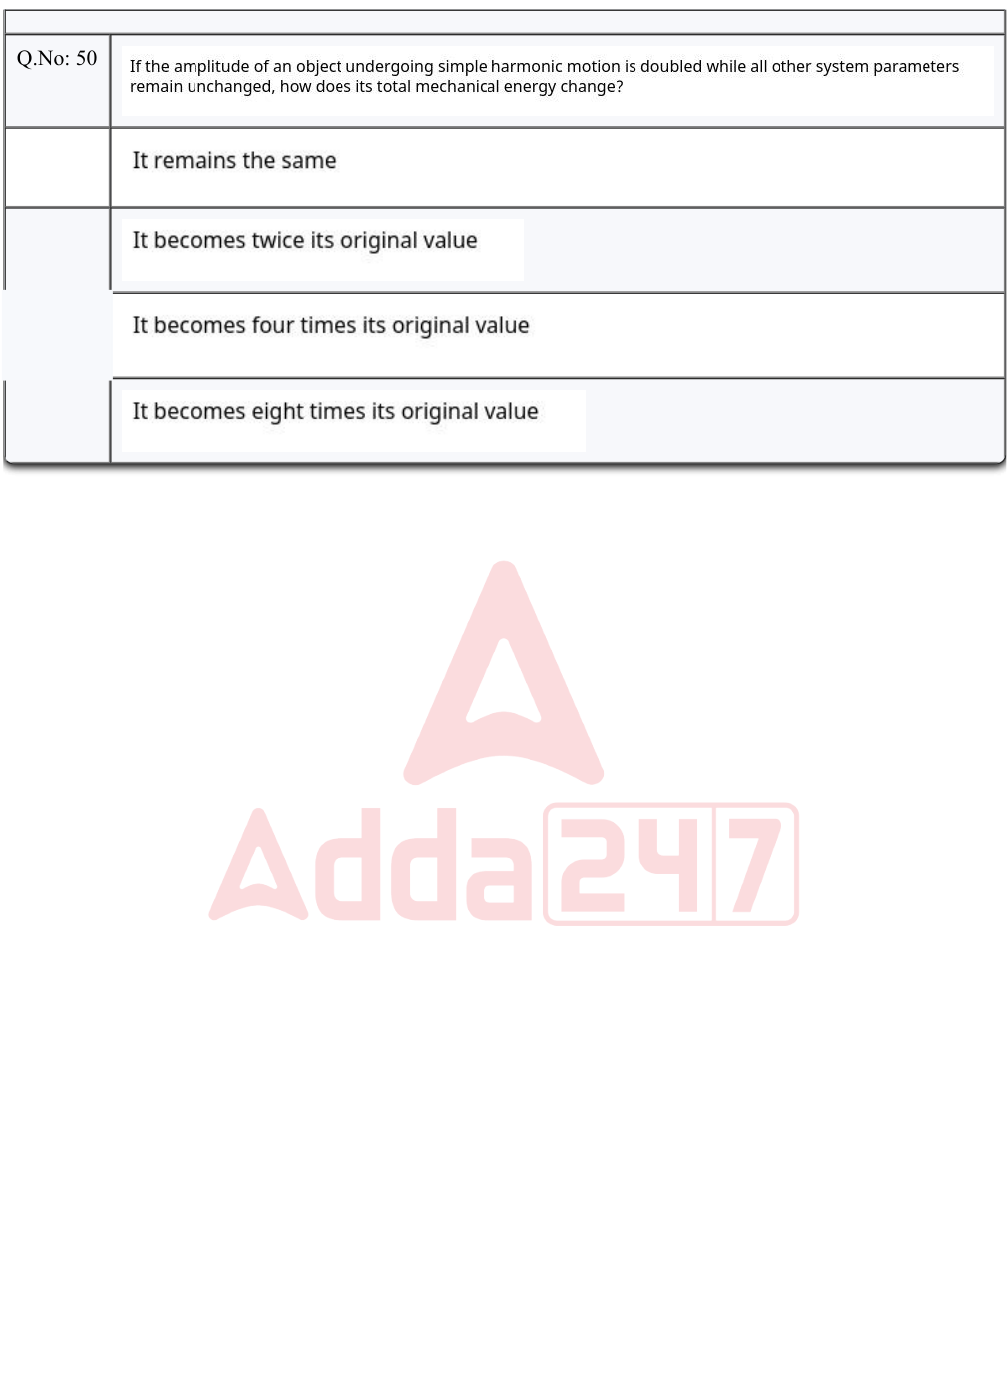 Q.No: 50
If the amplitude of an object undergoing simple harmonic motion is doubled while all other system parameters
remain unchanged, how does its total mechanical energy change?
It remains the same
It becomes twice its original value
It becomes four times its original value
It becomes eight times its original value
Adda247